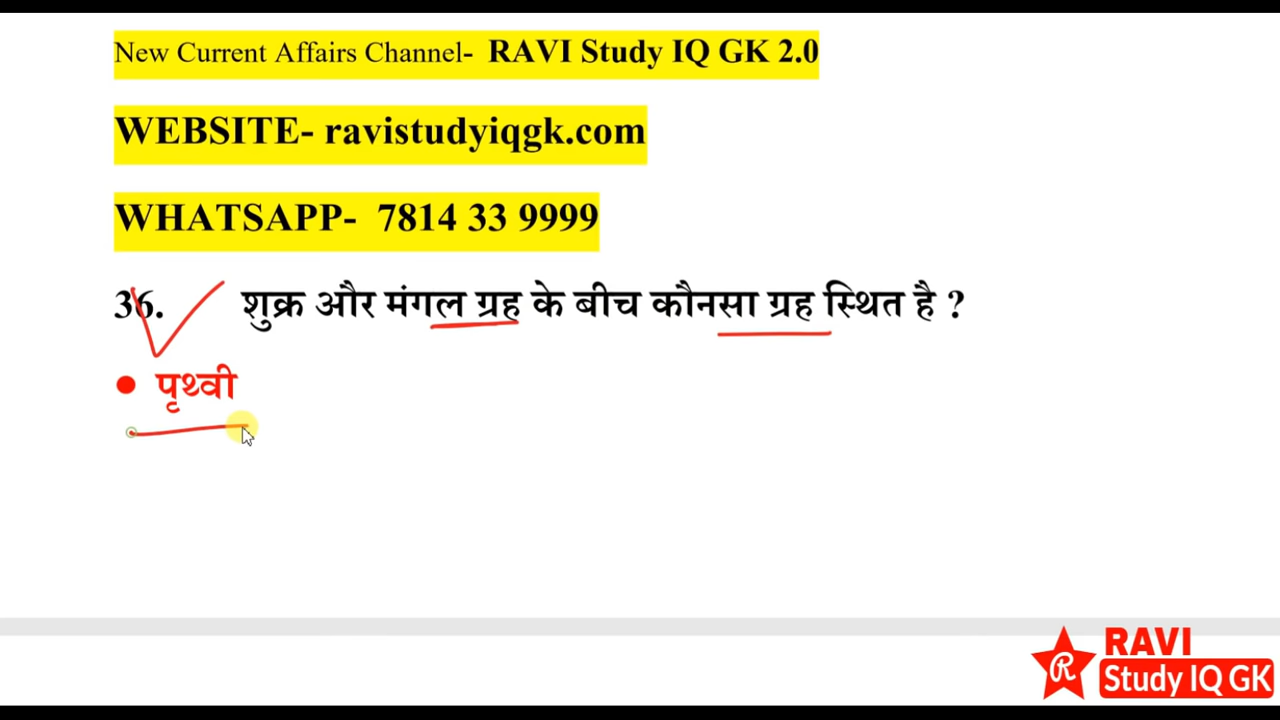 New Current Affairs Channel- RAVI Study IQ GK 2.0
WEBSITE- ravistudyiqgk.com
WHATSAPP- 7814 33 9999
36. शुक्र और मंगल ग्रह के बीच कौनसा ग्रह स्थित है ?
● पृथ्वी
R
RAVI
Study IQ GK